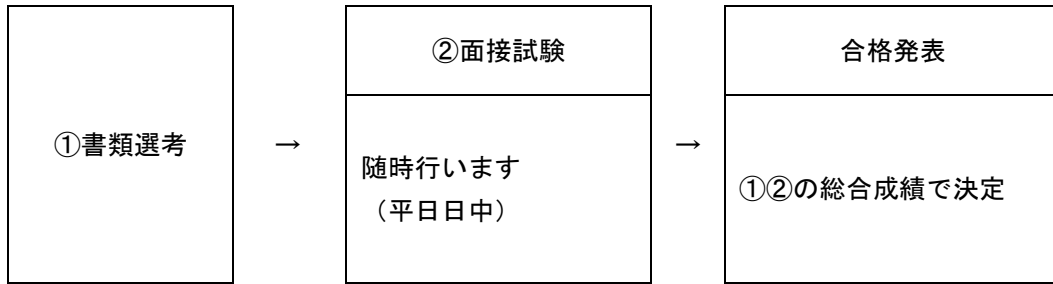 ①書類選考
→
②面接試験
随時行います
（平日日中）
→
合格発表
①②の総合成績で決定